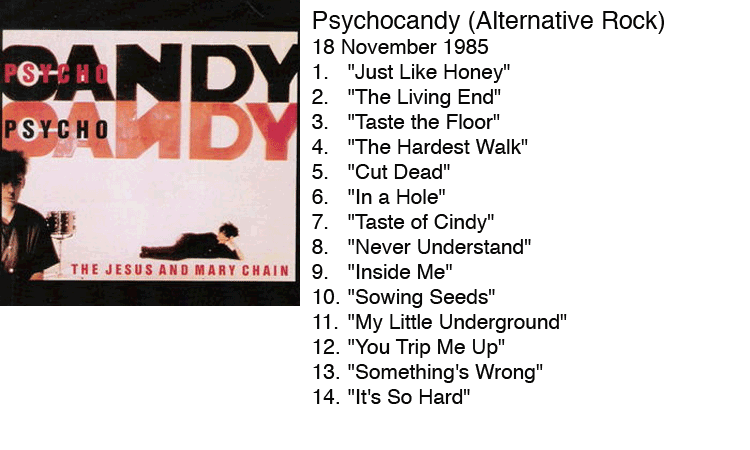 CANDY
PSYCHO
CANDY
PSYCHO
THE JESUS AND MARY CHAIN
Psychocandy (Alternative Rock)
18 November 1985
1. "Just Like Honey"
2. "The Living End"
3. "Taste the Floor"
4. "The Hardest Walk"
5. "Cut Dead"
6. "In a Hole"
7. "Taste of Cindy"
8. "Never Understand"
9. "Inside Me"
10. "Sowing Seeds"
11. "My Little Underground"
12. "You Trip Me Up"
13. "Something's Wrong"
14. "It's So Hard"